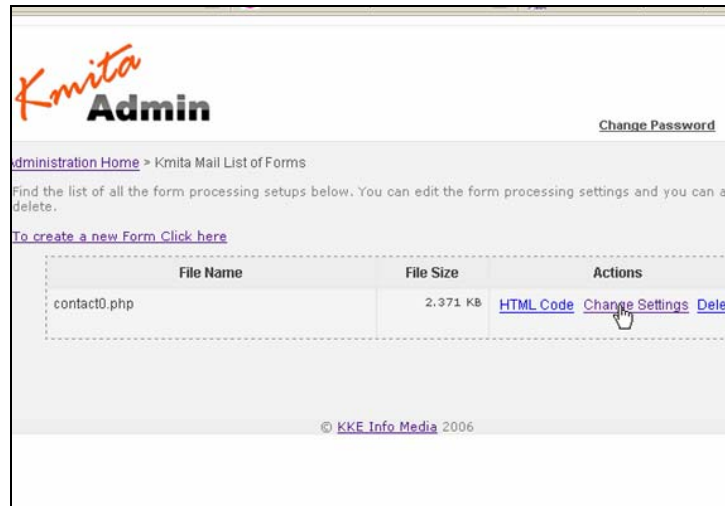 Kmita
Admin
Change Password
dministration Home > Kmita Mail List of Forms
Find the list of all the form processing setups below. You can edit the form processing settings and you can a
delete.
To create a new Form Click here
File Name File Size Actions
contact0.php 2.371 KB HTML Code Change Settings Dele
© KKE Info Media 2006